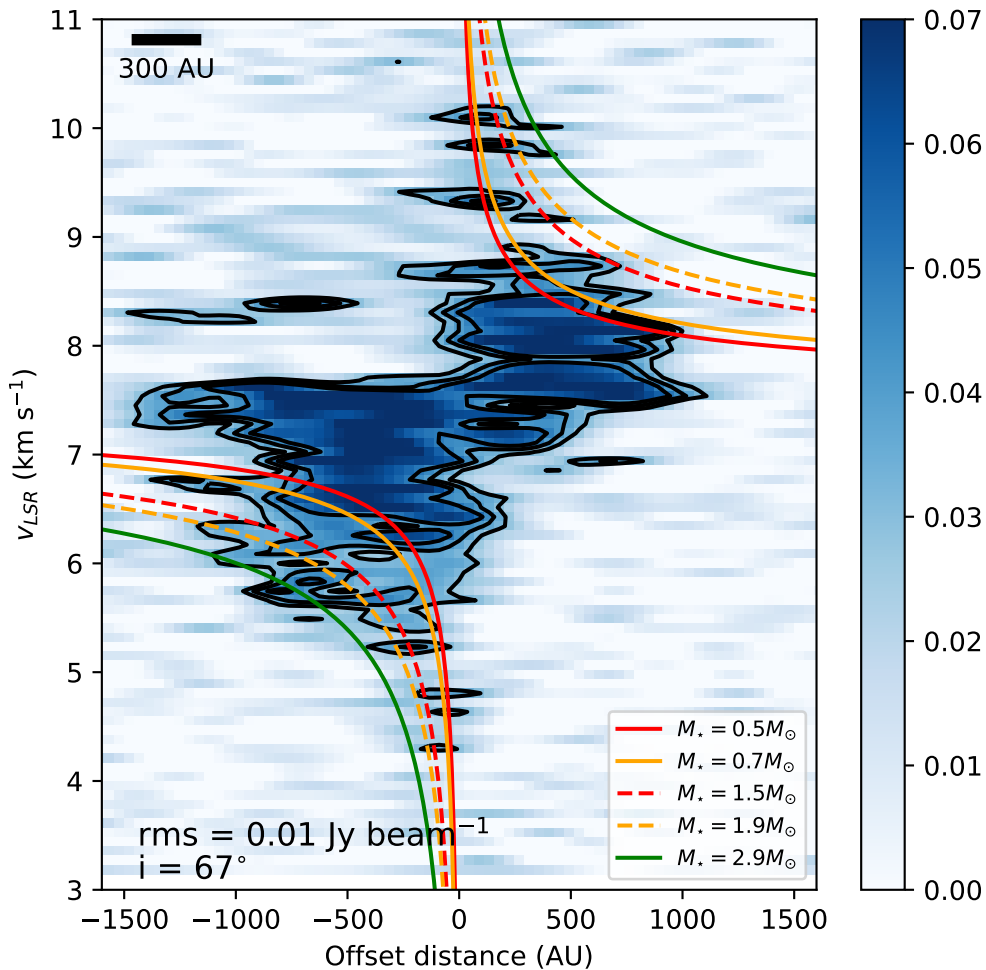 11
10
9
8
7
6
5
4
3
v_LSR (km s⁻¹)
300 AU
rms = 0.01 Jy beam⁻¹
i = 67°
M⋆ = 0.5M⊙
M⋆ = 0.7M⊙
M⋆ = 1.5M⊙
M⋆ = 1.9M⊙
M⋆ = 2.9M⊙
−1500 −1000 −500 0 500 1000 1500
Offset distance (AU)
0.07
0.06
0.05
0.04
0.03
0.02
0.01
0.00